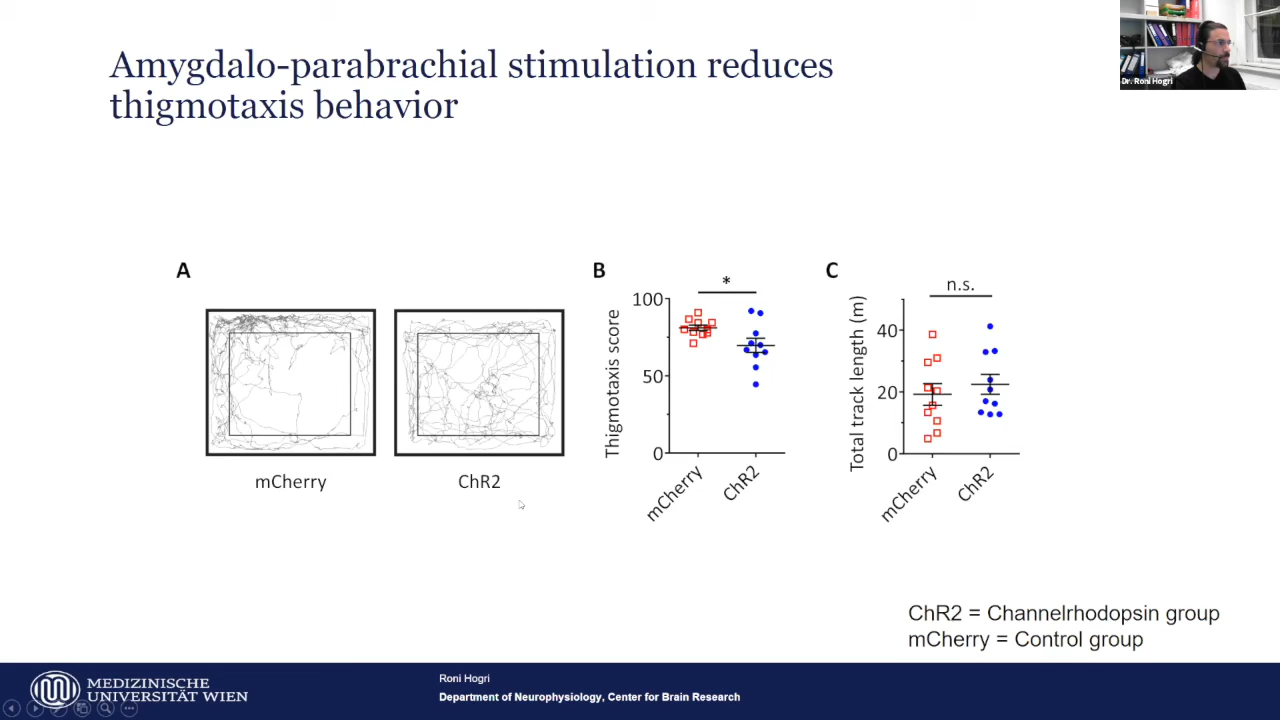 Amygdalo-parabrachial stimulation reduces
thigmotaxis behavior
Dr. Roni Hogri
A
mCherry
ChR2
B
*
Thigmotaxis score
100
50
0
mCherry
ChR2
C
n.s.
Total track length (m)
40
20
0
mCherry
ChR2
ChR2 = Channelrhodopsin group
mCherry = Control group
MEDIZINISCHE
UNIVERSITÄT WIEN
Roni Hogri
Department of Neurophysiology, Center for Brain Research